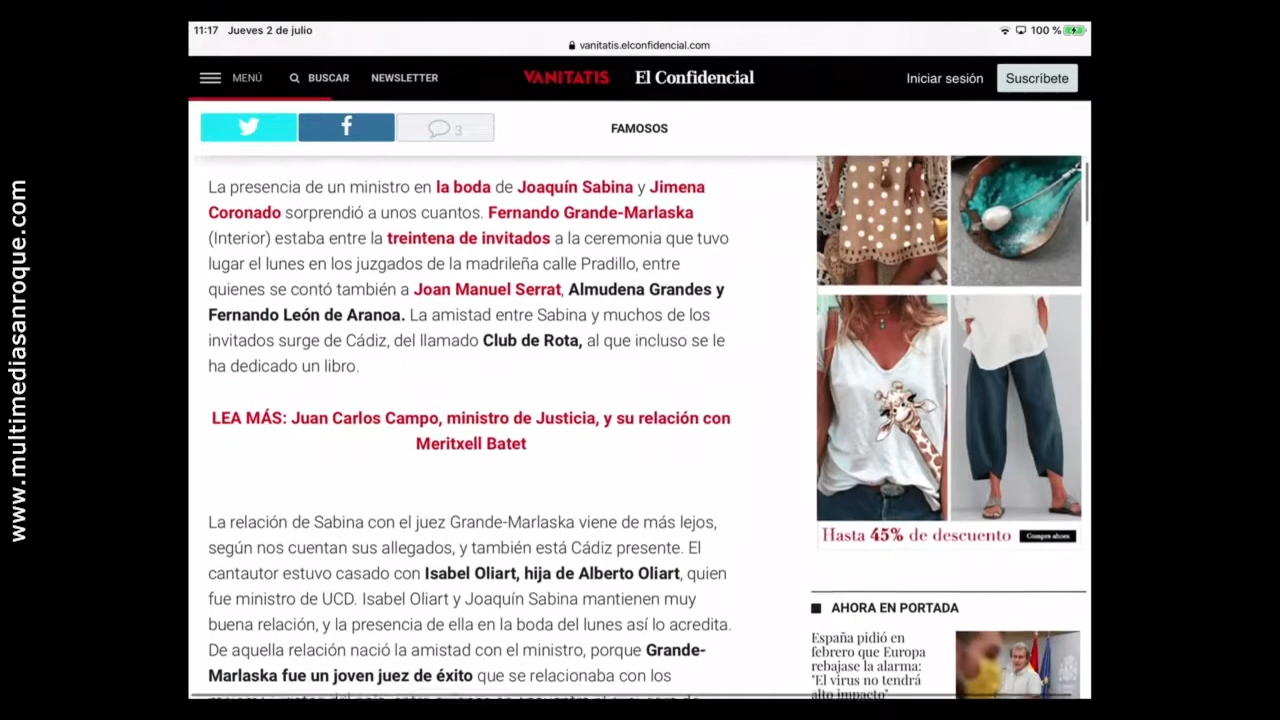 www.multimediasanroque.com
11:17 Jueves 2 de julio
100 %
vanitatis.elconfidencial.com
MENÚ BUSCAR NEWSLETTER VANITATIS El Confidencial Iniciar sesión Suscríbete
3
FAMOSOS
La presencia de un ministro en la boda de Joaquín Sabina y Jimena
Coronado sorprendió a unos cuantos. Fernando Grande-Marlaska
(Interior) estaba entre la treintena de invitados a la ceremonia que tuvo
lugar el lunes en los juzgados de la madrileña calle Pradillo, entre
quienes se contó también a Joan Manuel Serrat, Almudena Grandes y
Fernando León de Aranoa. La amistad entre Sabina y muchos de los
invitados surge de Cádiz, del llamado Club de Rota, al que incluso se le
ha dedicado un libro.
LEA MÁS: Juan Carlos Campo, ministro de Justicia, y su relación con
Meritxell Batet
La relación de Sabina con el juez Grande-Marlaska viene de más lejos,
según nos cuentan sus allegados, y también está Cádiz presente. El
cantautor estuvo casado con Isabel Oliart, hija de Alberto Oliart, quien
fue ministro de UCD. Isabel Oliart y Joaquín Sabina mantienen muy
buena relación, y la presencia de ella en la boda del lunes así lo acredita.
De aquella relación nació la amistad con el ministro, porque Grande-
Marlaska fue un joven juez de éxito que se relacionaba con los
Hasta 45% de descuento Compra ahora
AHORA EN PORTADA
España pidió en
febrero que Europa
rebajase la alarma:
"El virus no tendrá
alto impacto"